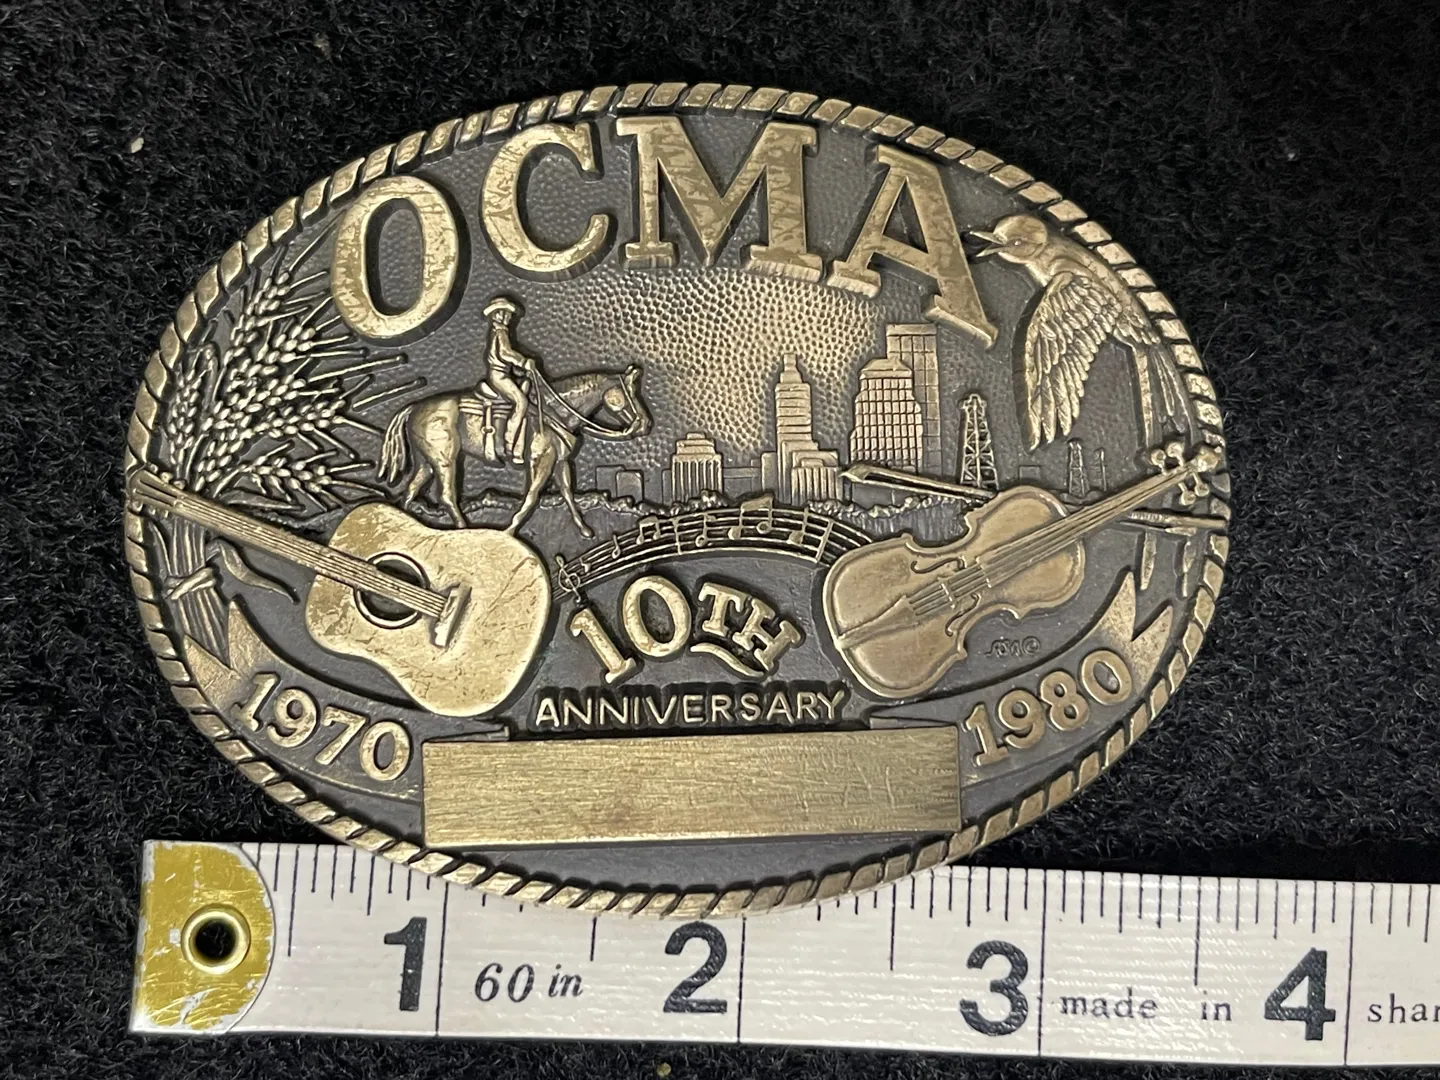 OCMA
10TH
ANNIVERSARY
1970
1980
1 60 in 2 3 made in 4 shar